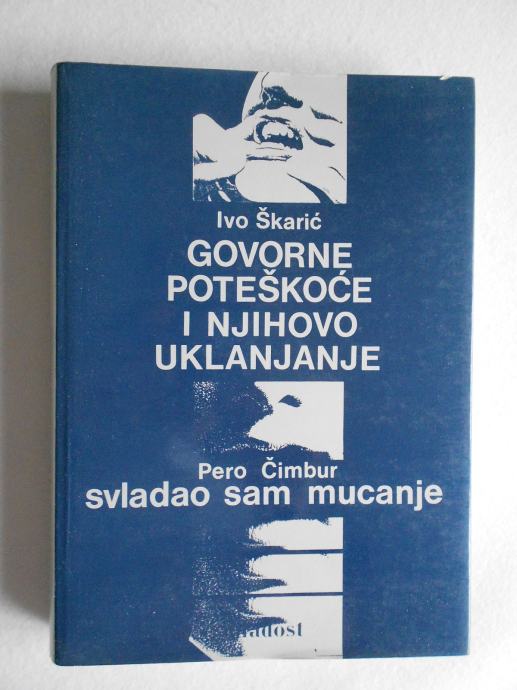 Ivo Škarić
GOVORNE
POTEŠKOĆE
I NJIHOVO
UKLANJANJE
Pero Čimbur
svladao sam mucanje